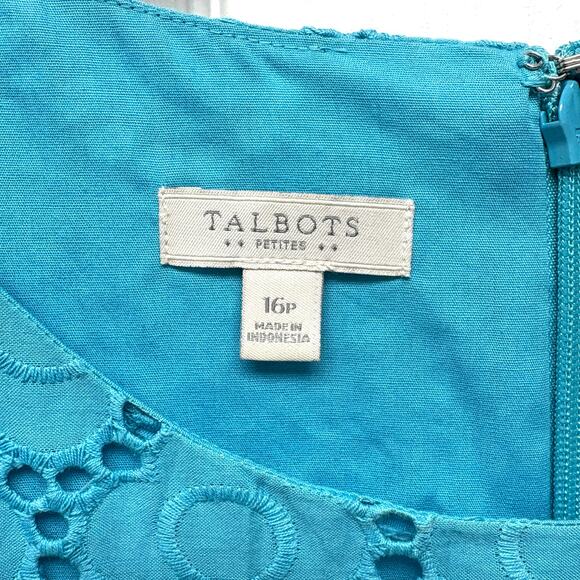 TALBOTS
PETITES
16P
MADE IN
INDONESIA